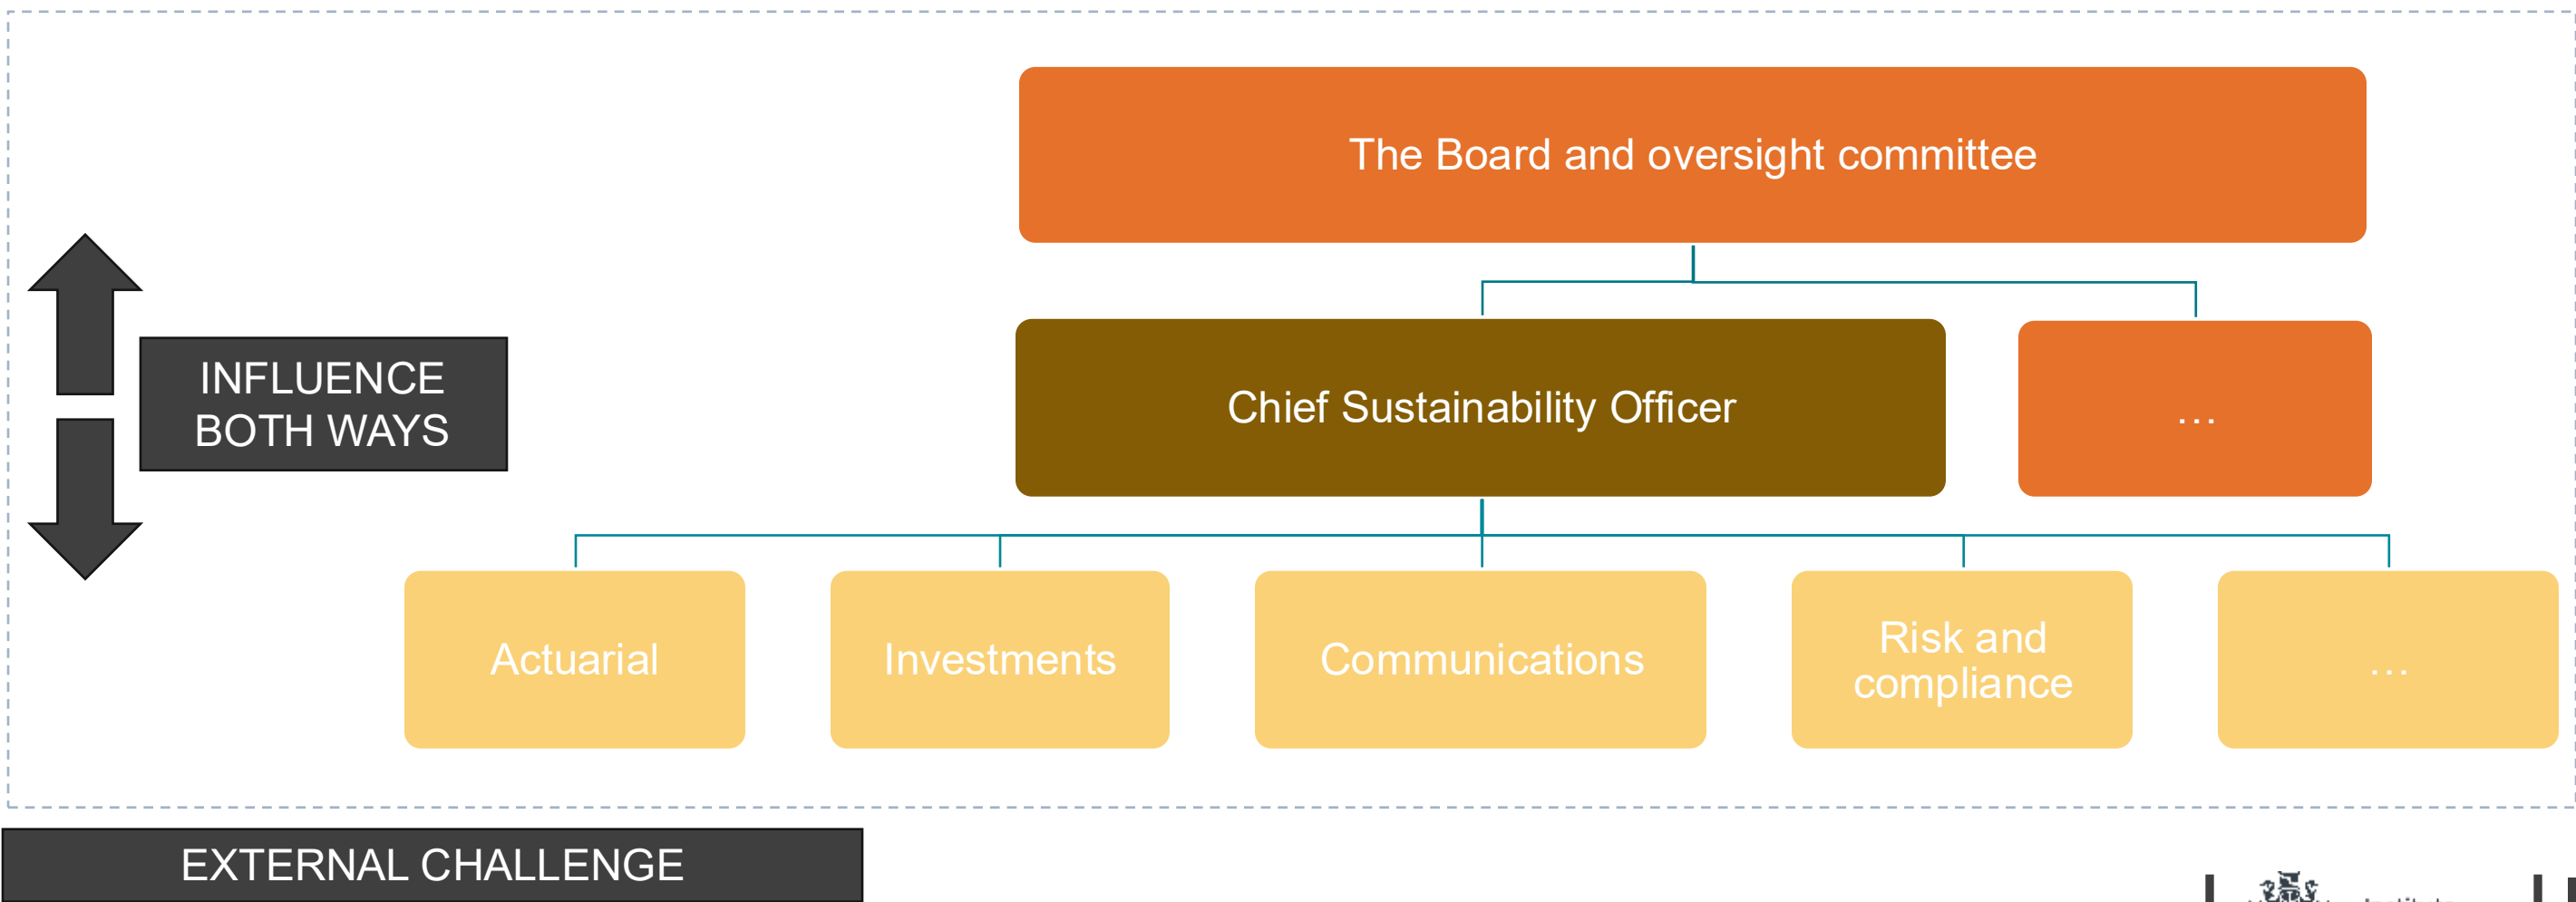 The Board and oversight committee
INFLUENCE
BOTH WAYS
Chief Sustainability Officer
...
Actuarial
Investments
Communications
Risk and
compliance
...
EXTERNAL CHALLENGE